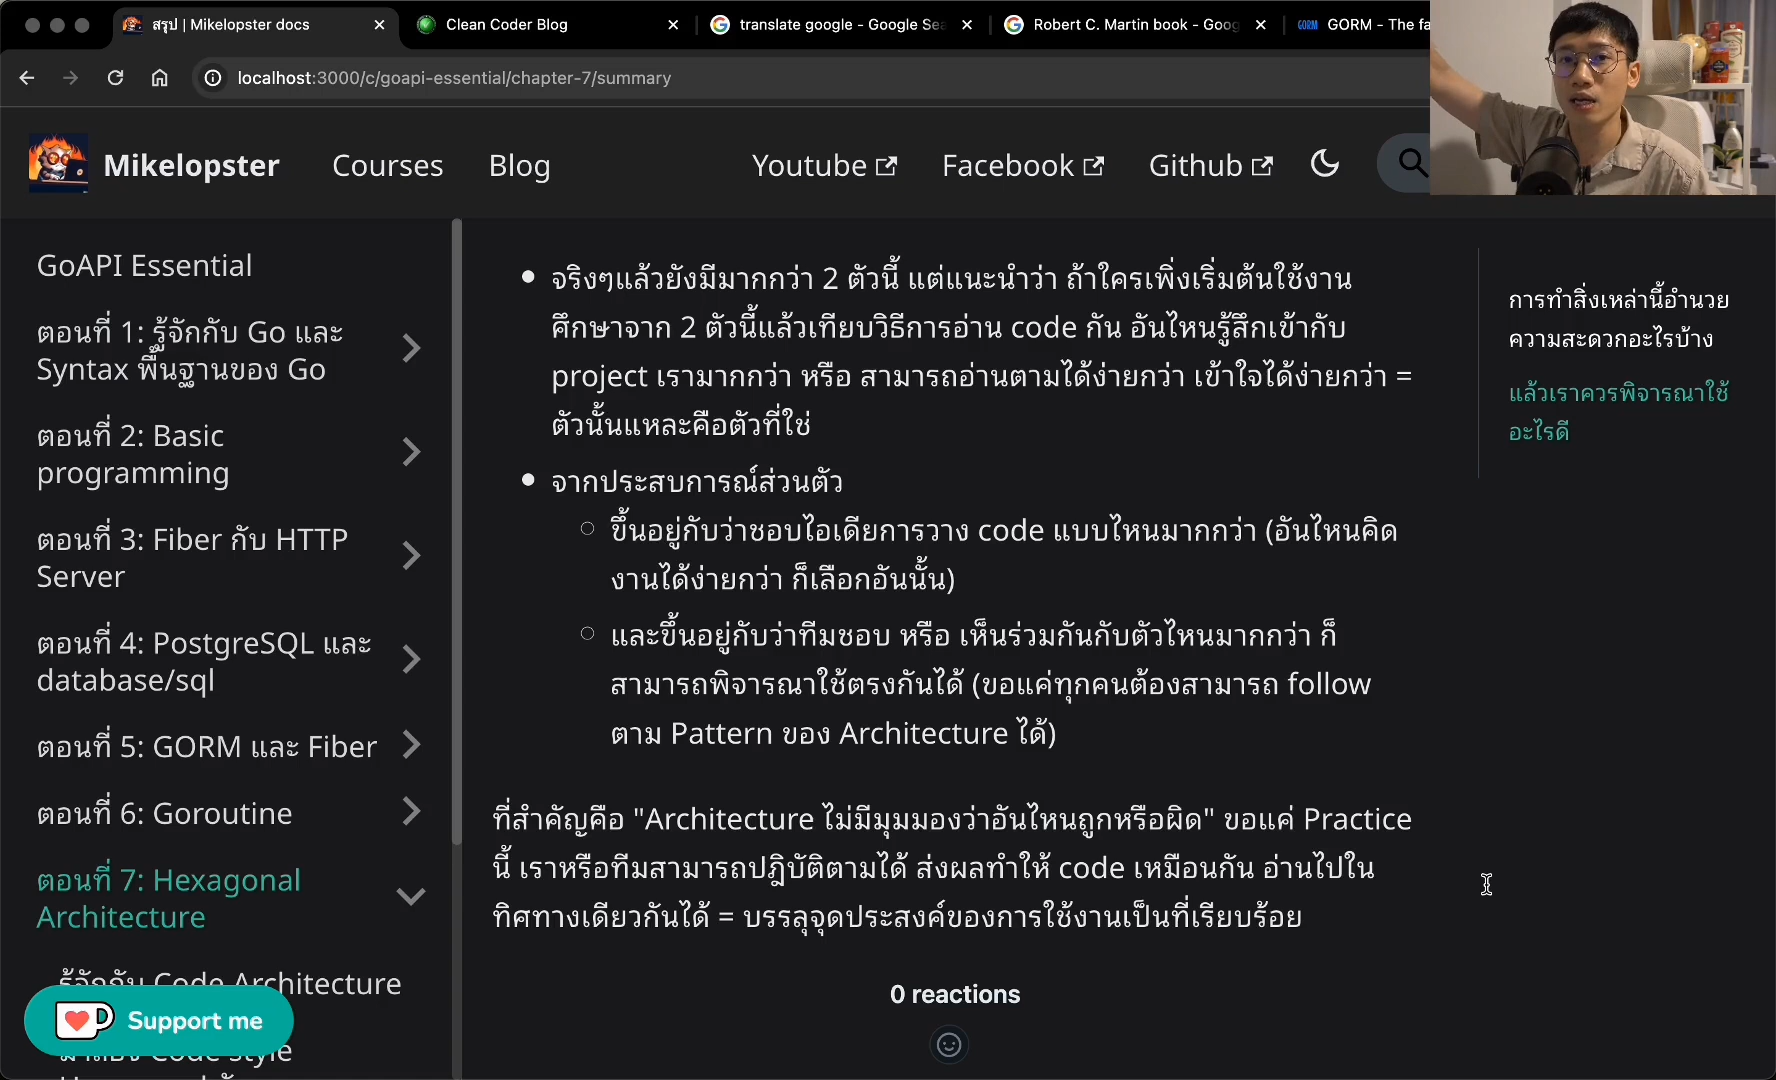 สรุป | Mikelopster docs
Clean Coder Blog
translate google - Google Sea
Robert C. Martin book - Goog
GORM
GORM - The fa
localhost:3000/c/goapi-essential/chapter-7/summary
Mikelopster
Courses
Blog
Youtube
Facebook
Github
GoAPI Essential
ตอนที่ 1: รู้จักกับ Go และ
Syntax พื้นฐานของ Go
ตอนที่ 2: Basic
programming
ตอนที่ 3: Fiber กับ HTTP
Server
ตอนที่ 4: PostgreSQL และ
database/sql
ตอนที่ 5: GORM และ Fiber
ตอนที่ 6: Goroutine
ตอนที่ 7: Hexagonal
Architecture
รู้จักกับ Code Architecture
Code style
Support me
จริงๆแล้วยังมีมากกว่า 2 ตัวนี้ แต่แนะนำว่า ถ้าใครเพิ่งเริ่มต้นใช้งาน
ศึกษาจาก 2 ตัวนี้แล้วเทียบวิธีการอ่าน code กัน อันไหนรู้สึกเข้ากับ
project เรามากกว่า หรือ สามารถอ่านตามได้ง่ายกว่า เข้าใจได้ง่ายกว่า =
ตัวนั้นแหละคือตัวที่ใช่
จากประสบการณ์ส่วนตัว
ขึ้นอยู่กับว่าชอบไอเดียการวาง code แบบไหนมากกว่า (อันไหนคิด
งานได้ง่ายกว่า ก็เลือกอันนั้น)
และขึ้นอยู่กับว่าทีมชอบ หรือ เห็นร่วมกันกับตัวไหนมากกว่า ก็
สามารถพิจารณาใช้ตรงกันได้ (ขอแค่ทุกคนต้องสามารถ follow
ตาม Pattern ของ Architecture ได้)
ที่สำคัญคือ "Architecture ไม่มีมุมมองว่าอันไหนถูกหรือผิด" ขอแค่ Practice
นี้ เราหรือทีมสามารถปฎิบัติตามได้ ส่งผลทำให้ code เหมือนกัน อ่านไปใน
ทิศทางเดียวกันได้ = บรรลุจุดประสงค์ของการใช้งานเป็นที่เรียบร้อย
0 reactions
การทำสิ่งเหล่านี้อำนวย
ความสะดวกอะไรบ้าง
แล้วเราควรพิจารณาใช้
อะไรดี